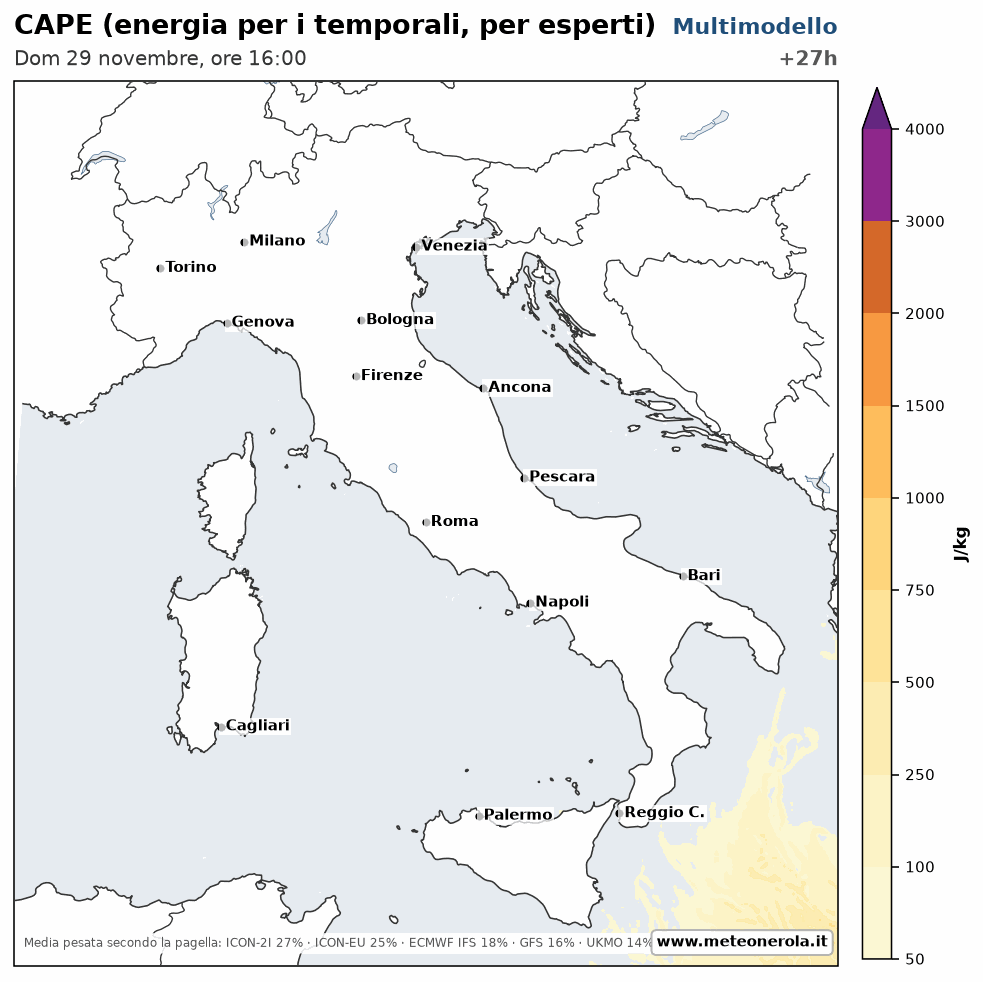 CAPE (energia per i temporali, per esperti)
Multimodello
Dom 29 novembre, ore 16:00
+27h
4000
3000
2000
1500
1000
750
500
250
100
50
J/kg
Milano
Venezia
Torino
Genova
Bologna
Firenze
Ancona
Pescara
Roma
Bari
Napoli
Cagliari
Palermo
Reggio C.
Media pesata secondo la pagella: ICON-2I 27% · ICON-EU 25% · ECMWF IFS 18% · GFS 16% · UKMO 14%
www.meteonerola.it